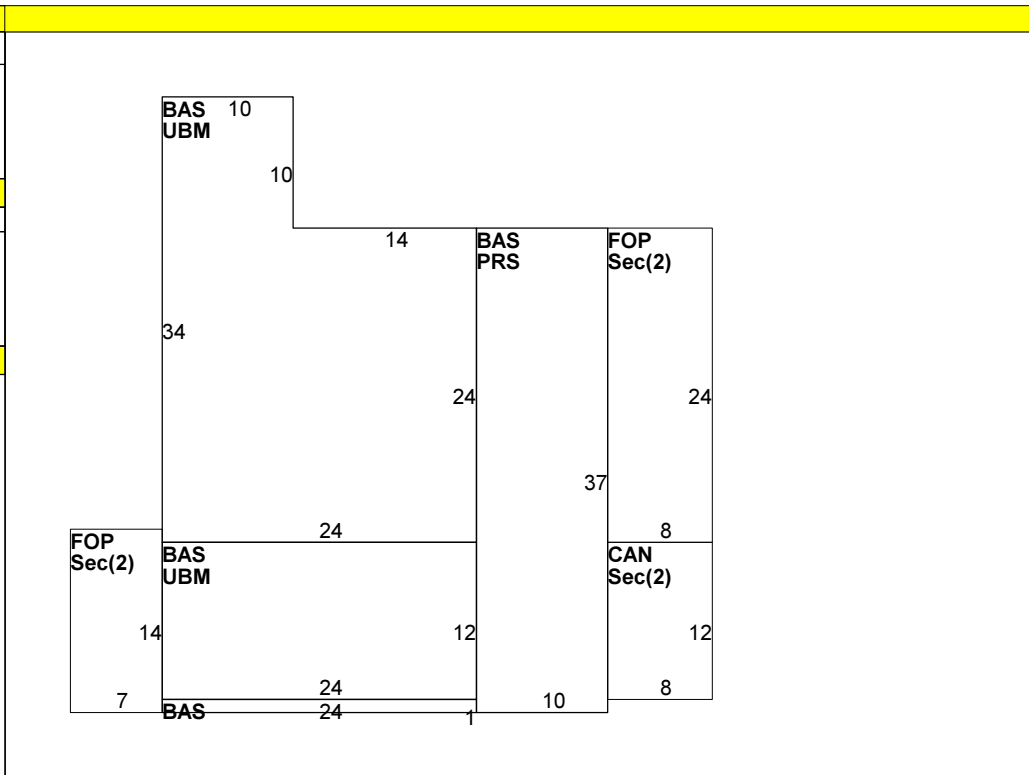 BAS 10
UBM
10
14
BAS
PRS
FOP
Sec(2)
34
24
24
37
24
8
FOP
Sec(2)
BAS
UBM
CAN
Sec(2)
14
12
12
24
8
7
10
BAS
24
1